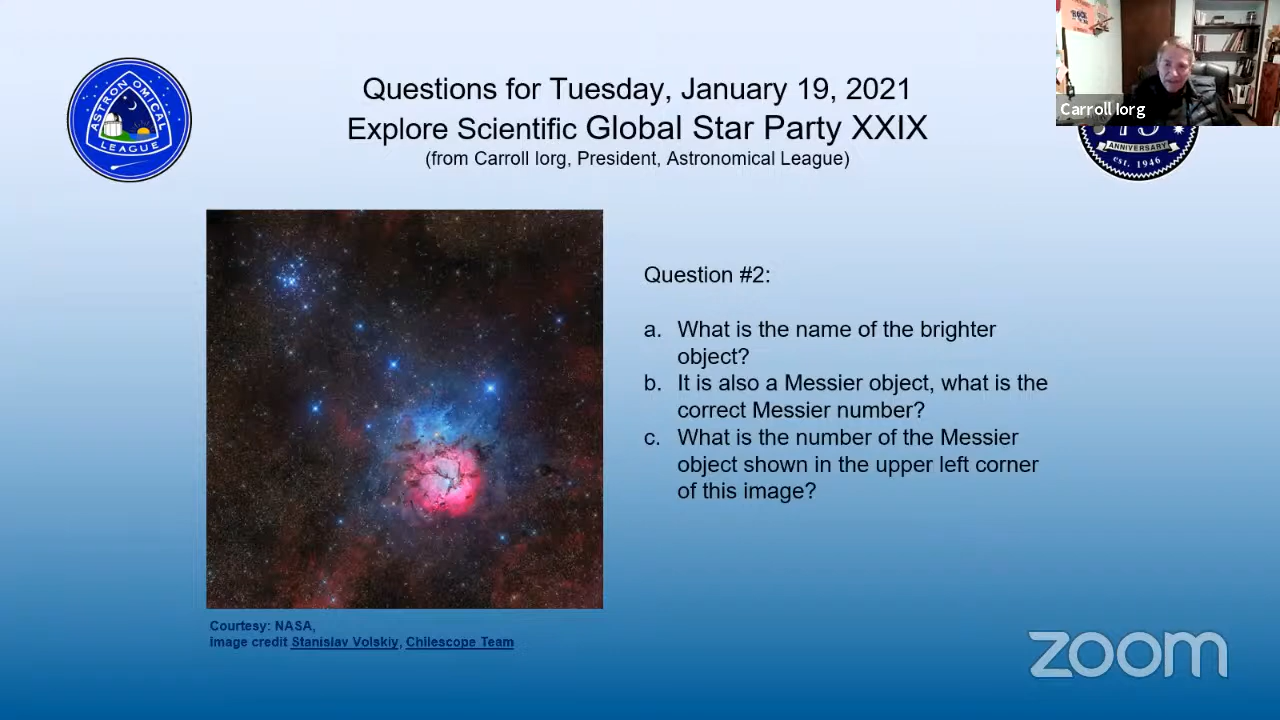 Questions for Tuesday, January 19, 2021
Explore Scientific Global Star Party XXIX
(from Carroll Iorg, President, Astronomical League)
ASTRONOMICAL
LEAGUE
Carroll Iorg
ANNIVERSARY
est. 1946
Question #2:
a. What is the name of the brighter
object?
b. It is also a Messier object, what is the
correct Messier number?
c. What is the number of the Messier
object shown in the upper left corner
of this image?
Courtesy: NASA,
image credit Stanislav Volskiy, Chilescope Team
zoom